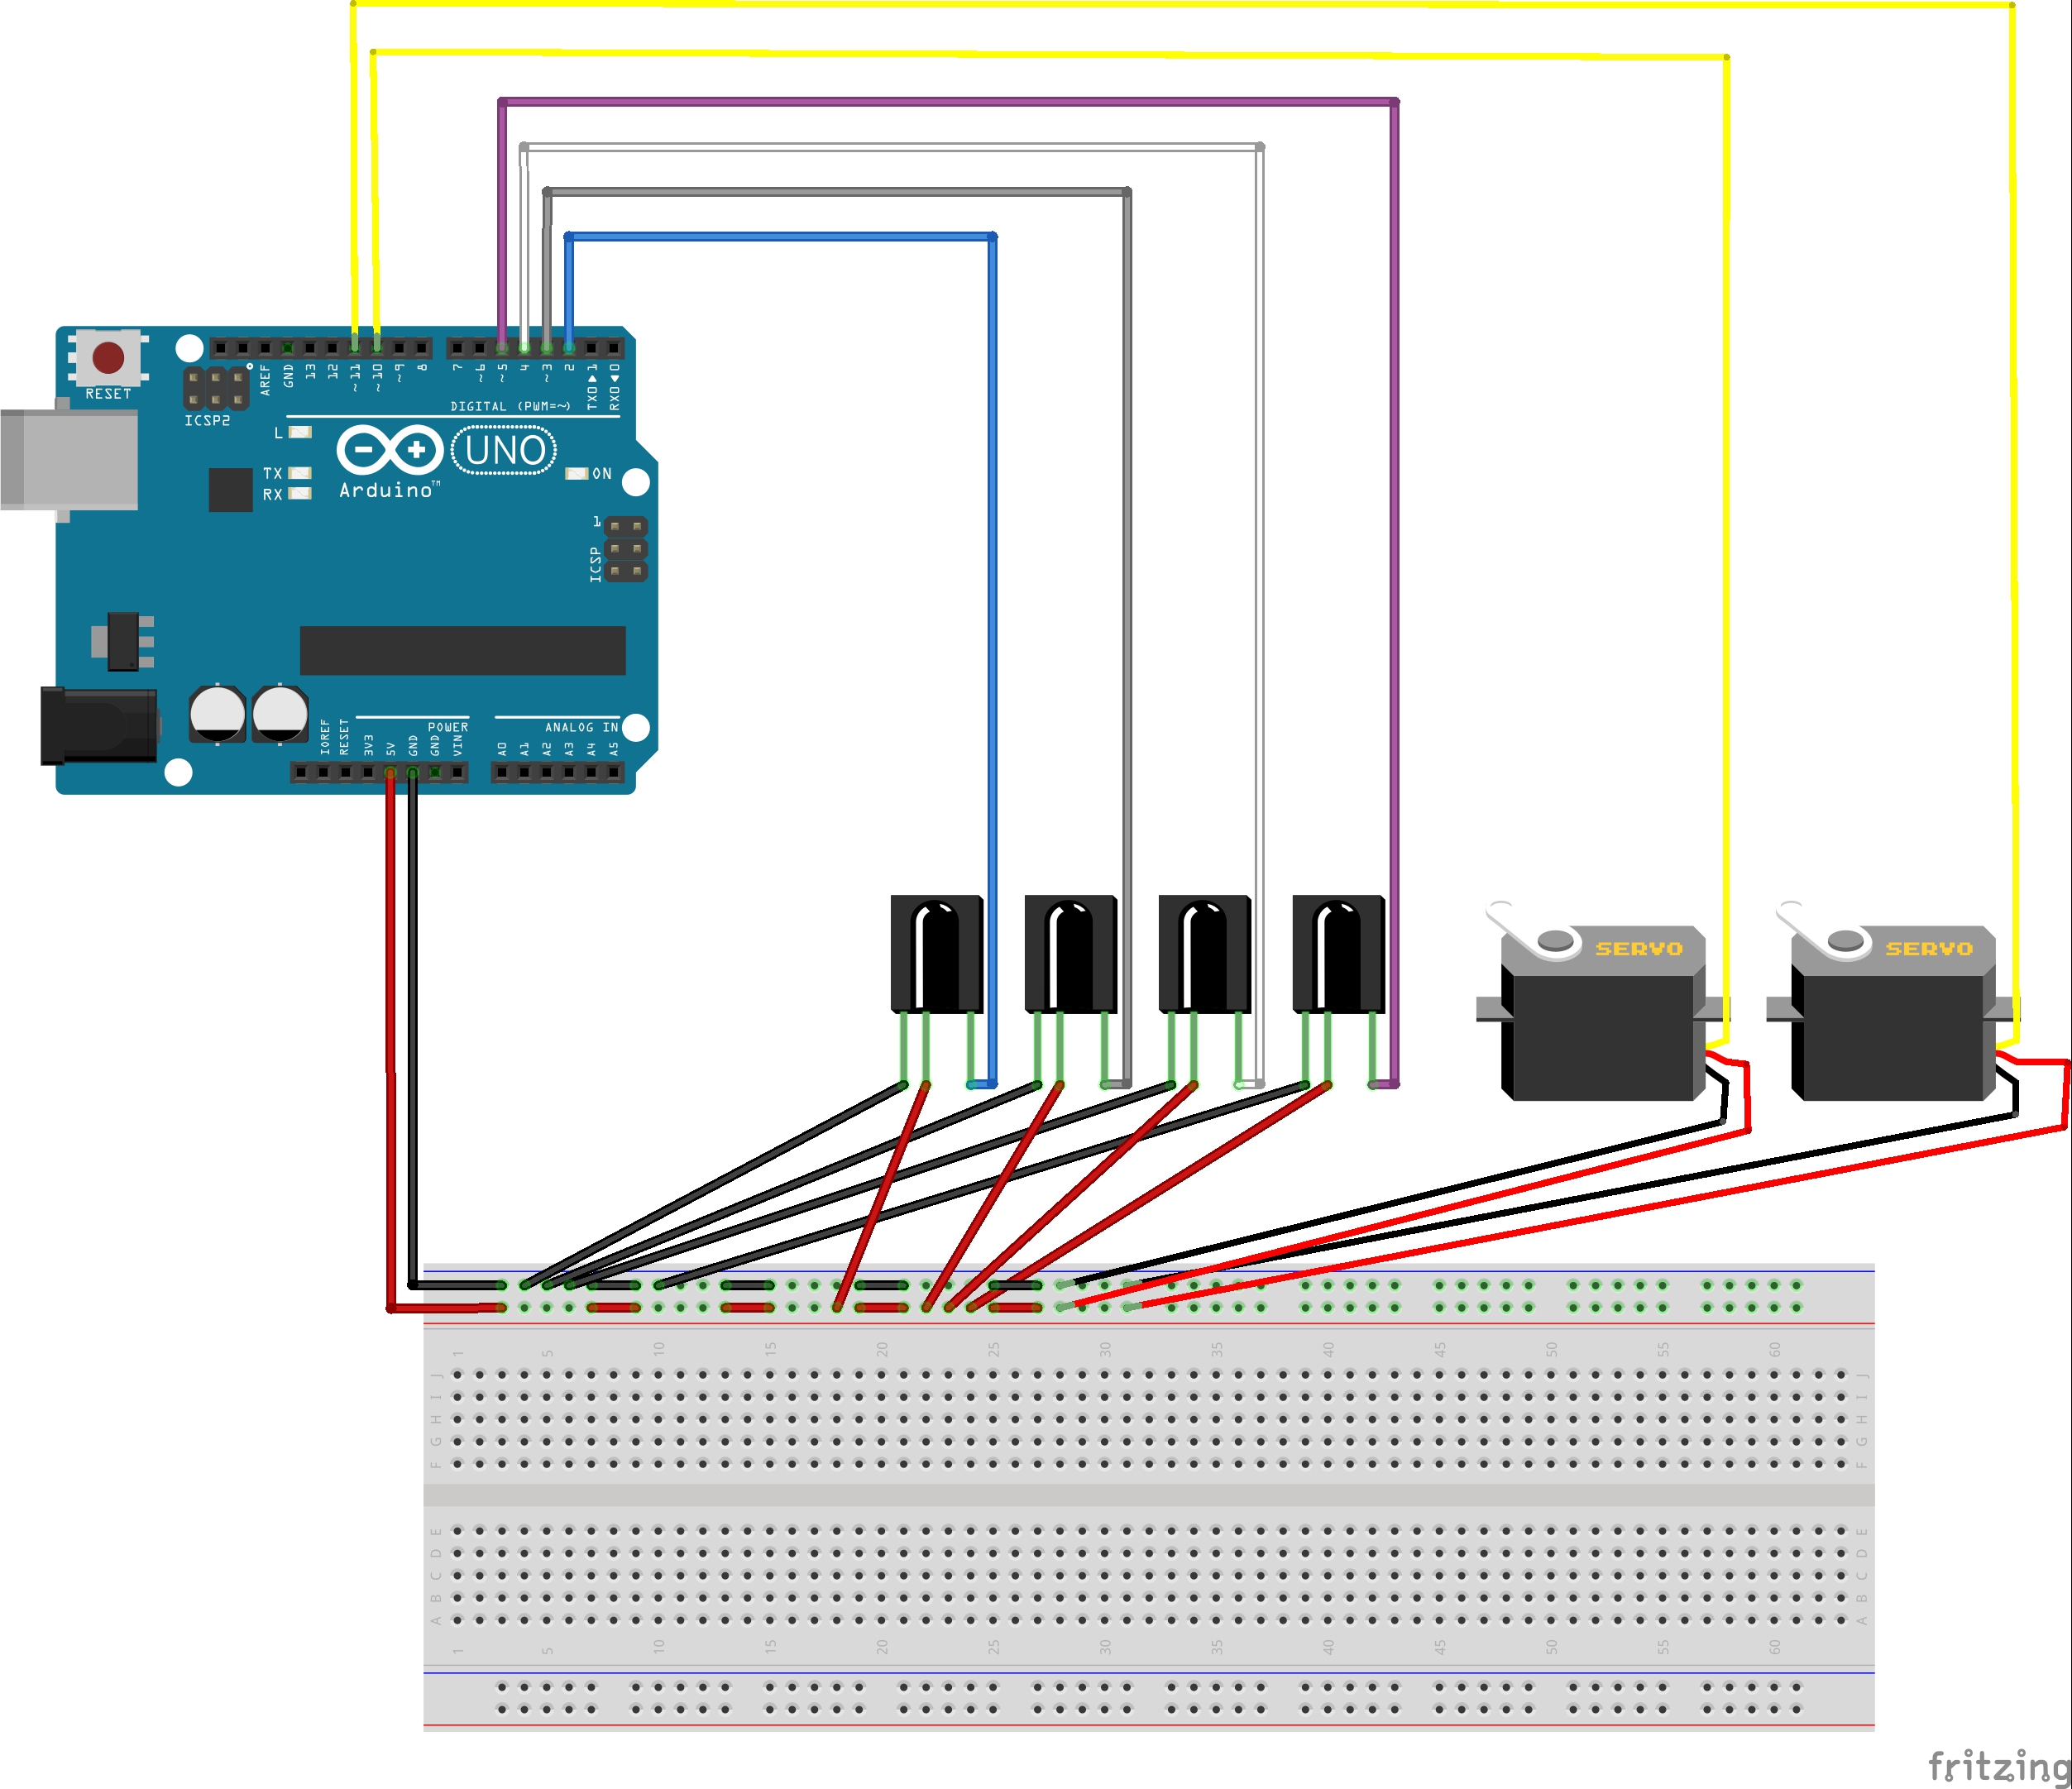 RESET
ICSP2
AREF
GND
13
12
~11
~10
~9
8
7
~6
~5
4
~3
2
TX0▶1
RX0◀0
DIGITAL (PWM=~)
L
TX
RX
UNO
ON
Arduino™
1
ICSP
IOREF
RESET
3V3
5V
GND
GND
VIN
POWER
A0
A1
A2
A3
A4
A5
ANALOG IN
SERVO
SERVO
1 5 10 15 20 25 30 35 40 45 50 55 60
J J
I I
H H
G G
F F
E E
D D
C C
B B
A A
1 5 10 15 20 25 30 35 40 45 50 55 60
fritzing